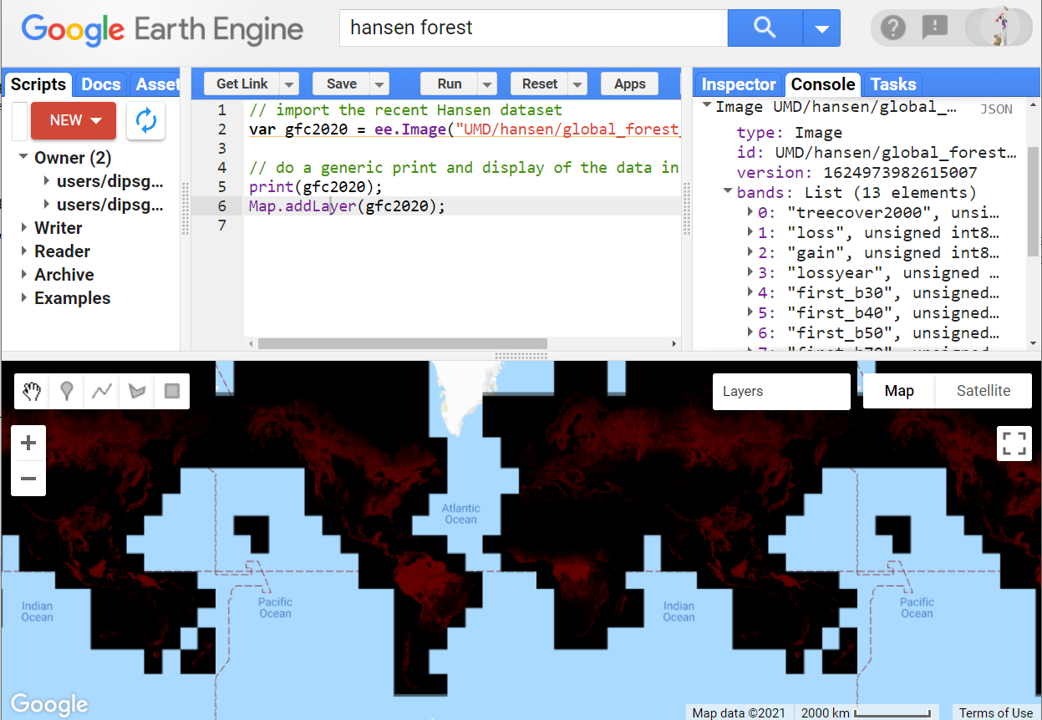 Google Earth Engine
hansen forest
Scripts Docs Asset
NEW
Owner (2)
users/dipsg...
users/dipsg...
Writer
Reader
Archive
Examples
Get Link Save Run Reset Apps
1 // import the recent Hansen dataset
2 var gfc2020 = ee.Image("UMD/hansen/global_forest_
3
4 // do a generic print and display of the data in
5 print(gfc2020);
6 Map.addLayer(gfc2020);
7
Inspector Console Tasks
Image UMD/hansen/global_… JSON
type: Image
id: UMD/hansen/global_forest…
version: 1624973982615007
bands: List (13 elements)
0: "treecover2000", unsi…
1: "loss", unsigned int8…
2: "gain", unsigned int8…
3: "lossyear", unsigned …
4: "first_b30", unsigned…
5: "first_b40", unsigned…
6: "first_b50", unsigned…
Layers
Map Satellite
Atlantic
Ocean
Indian
Ocean
Pacific
Ocean
Indian
Ocean
Pacific
Ocean
Google
Map data ©2021 2000 km Terms of Use